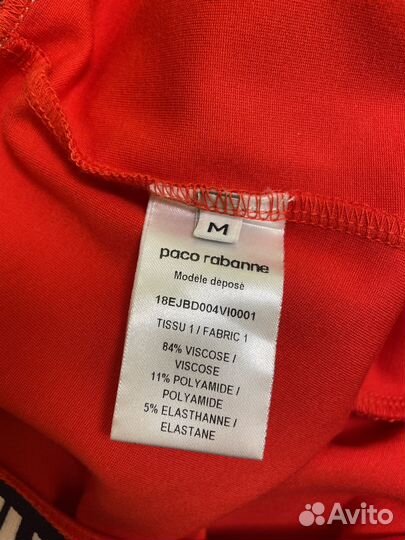 M
paco rabanne
Modèle déposé
18EJBD004VI0001
TISSU 1 / FABRIC 1
84% VISCOSE /
VISCOSE
11% POLYAMIDE /
POLYAMIDE
5% ELASTHANNE /
ELASTANE
Avito